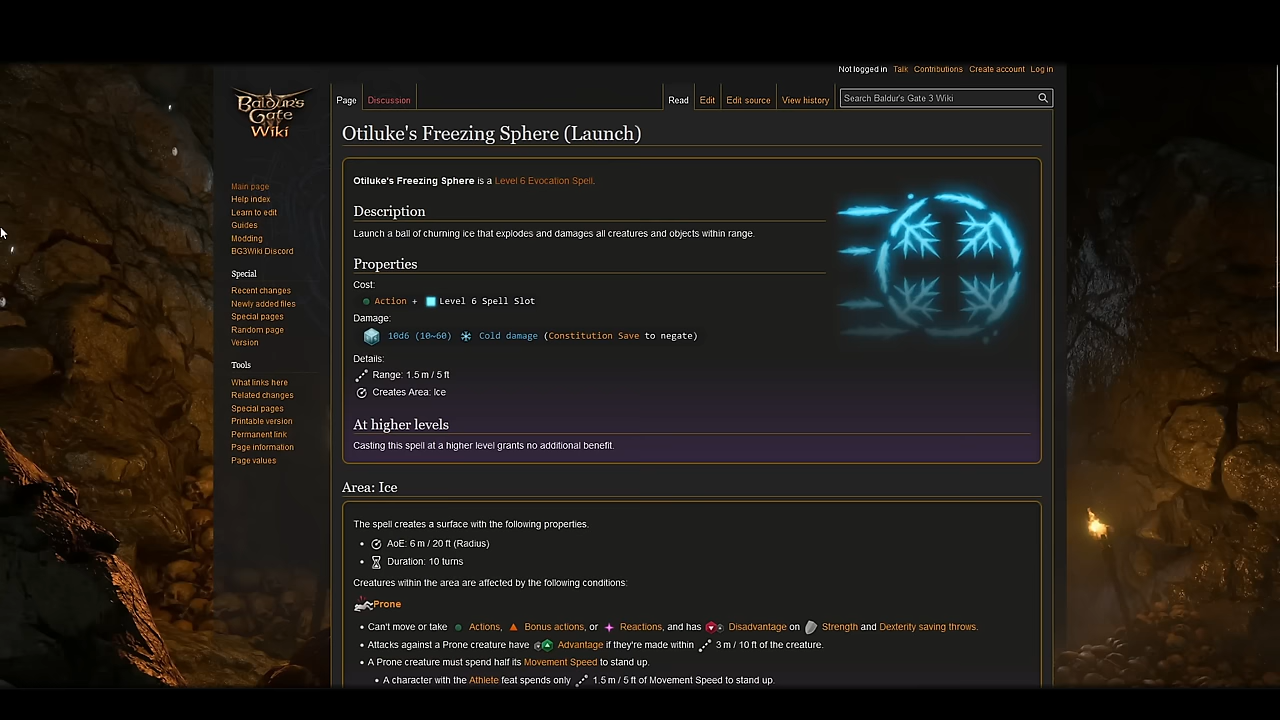 Not logged in Talk Contributions Create account Log in
Baldur's Gate Wiki
Page Discussion Read Edit Edit source View history Search Baldur's Gate 3 Wiki
Otiluke's Freezing Sphere (Launch)
Otiluke's Freezing Sphere is a Level 6 Evocation Spell.
Description
Launch a ball of churning ice that explodes and damages all creatures and objects within range.
Properties
Cost:
Action + Level 6 Spell Slot
Damage:
10d6 (10~60) Cold damage (Constitution Save to negate)
Details:
Range: 1.5 m / 5 ft
Creates Area: Ice
At higher levels
Casting this spell at a higher level grants no additional benefit.
Area: Ice
The spell creates a surface with the following properties.
• AoE: 6 m / 20 ft (Radius)
• Duration: 10 turns
Creatures within the area are affected by the following conditions:
Prone
• Can't move or take Actions, Bonus actions, or Reactions, and has Disadvantage on Strength and Dexterity saving throws.
• Attacks against a Prone creature have Advantage if they're made within 3 m / 10 ft of the creature.
• A Prone creature must spend half its Movement Speed to stand up.
• A character with the Athlete feat spends only 1.5 m / 5 ft of Movement Speed to stand up.
Main page
Help index
Learn to edit
Guides
Modding
BG3Wiki Discord
Special
Recent changes
Newly added files
Special pages
Random page
Version
Tools
What links here
Related changes
Special pages
Printable version
Permanent link
Page information
Page values